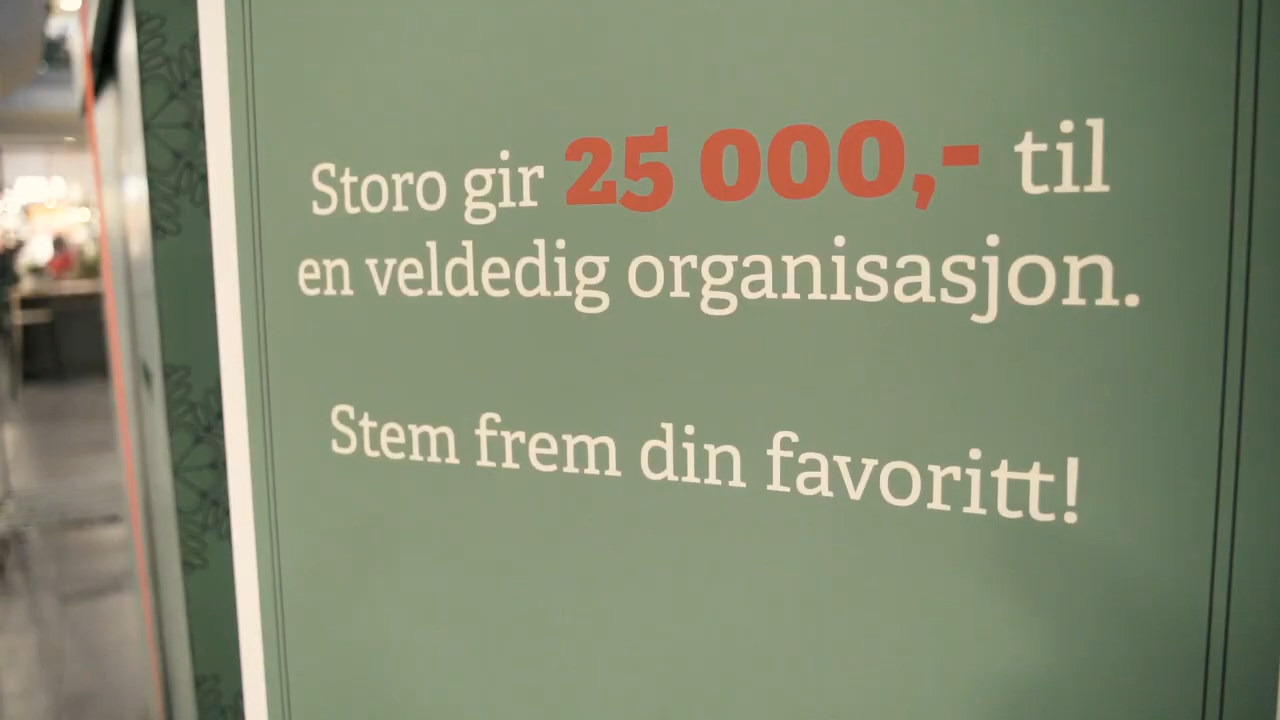 Storo gir 25 000,- til
en veldedig organisasjon.
Stem frem din favoritt!